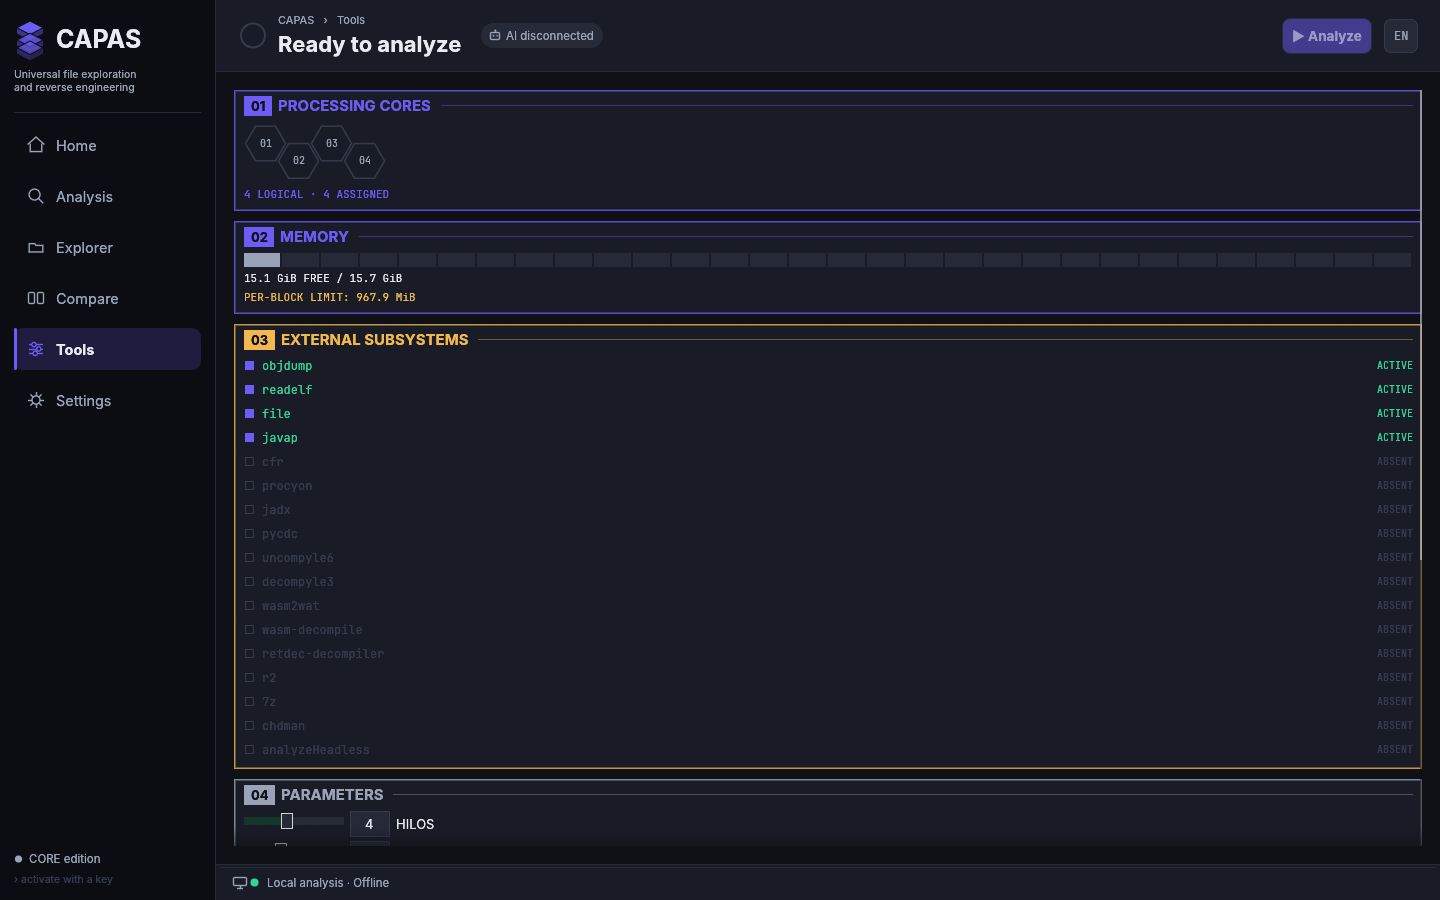 CAPAS
Universal file exploration
and reverse engineering
Home
Analysis
Explorer
Compare
Tools
Settings
CORE edition
› activate with a key
CAPAS › Tools
Ready to analyze
AI disconnected
Analyze
EN
01 PROCESSING CORES
01
02
03
04
4 LOGICAL · 4 ASSIGNED
02 MEMORY
15.1 GiB FREE / 15.7 GiB
PER-BLOCK LIMIT: 967.9 MiB
03 EXTERNAL SUBSYSTEMS
objdump ACTIVE
readelf ACTIVE
file ACTIVE
javap ACTIVE
cfr ABSENT
procyon ABSENT
jadx ABSENT
pycdc ABSENT
uncompyle6 ABSENT
decompyle3 ABSENT
wasm2wat ABSENT
wasm-decompile ABSENT
retdec-decompiler ABSENT
r2 ABSENT
7z ABSENT
chdman ABSENT
analyzeHeadless ABSENT
04 PARAMETERS
4 HILOS
Local analysis · Offline